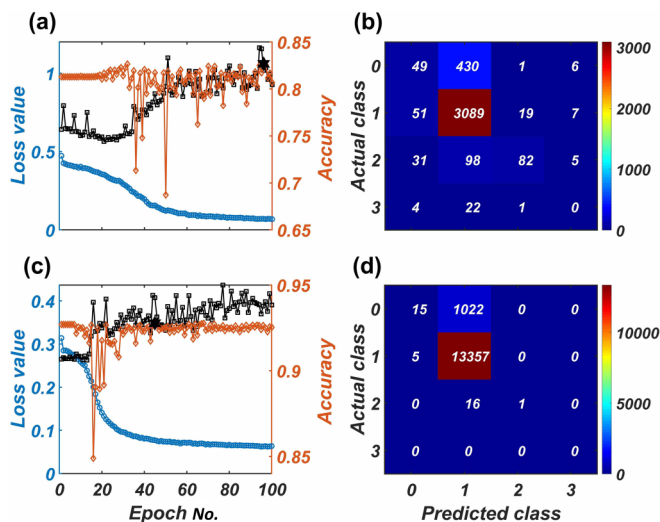 (a)
Loss value
1
0.5
0
Accuracy
0.85
0.8
0.75
0.7
0.65
(b)
Actual class
0
1
2
3
49 430 1 6
51 3089 19 7
31 98 82 5
4 22 1 0
3000
2000
1000
0
(c)
Loss value
0.4
0.3
0.2
0.1
0
Accuracy
0.95
0.9
0.85
0 20 40 60 80 100
Epoch No.
(d)
Actual class
0
1
2
3
15 1022 0 0
5 13357 0 0
0 16 1 0
0 0 0 0
0 1 2 3
Predicted class
10000
5000
0